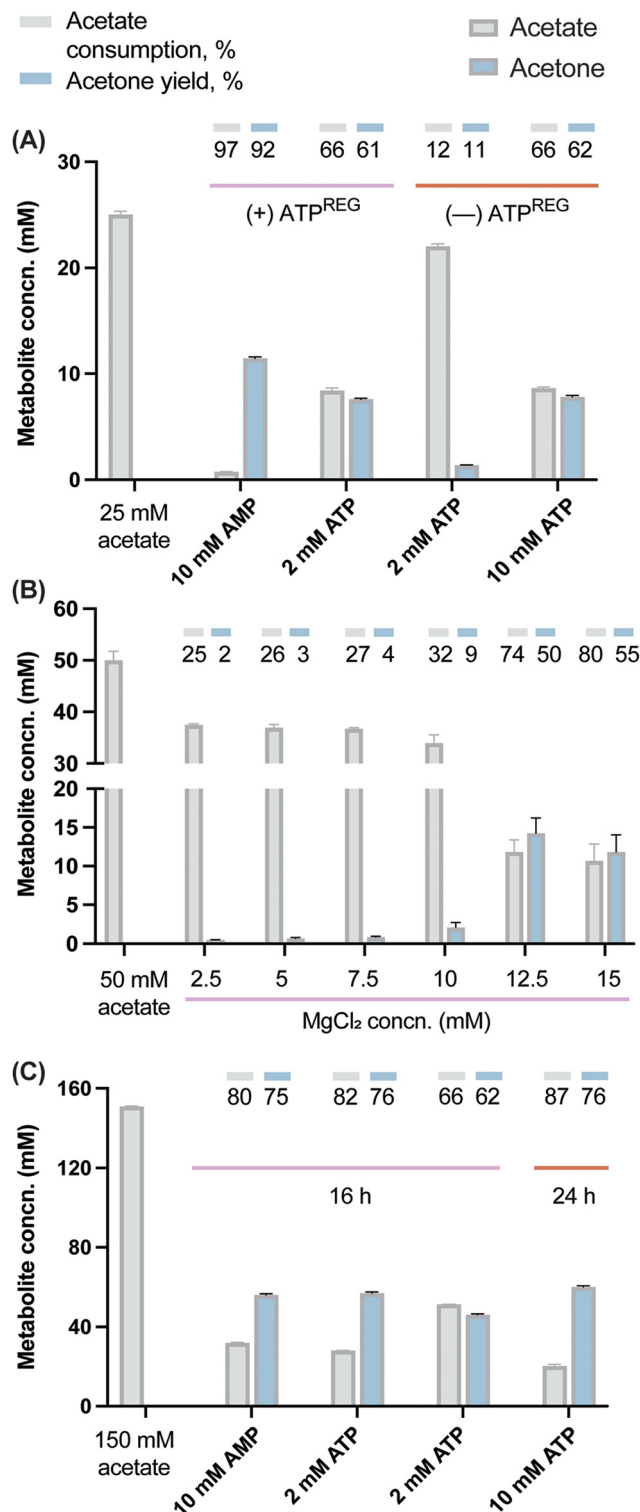 Acetate
consumption, %
Acetone yield, %
Acetate
Acetone
(A)
97 92 66 61 12 11 66 62
(+) ATPREG
(—) ATPREG
Metabolite concn. (mM)
30
20
10
0
25 mM
acetate
10 mM AMP
2 mM ATP
2 mM ATP
10 mM ATP
(B)
25 2 26 3 27 4 32 9 74 50 80 55
Metabolite concn. (mM)
60
50
40
30
20
15
10
5
0
50 mM
acetate
2.5 5 7.5 10 12.5 15
MgCl₂ concn. (mM)
(C)
80 75 82 76 66 62 87 76
16 h
24 h
Metabolite concn. (mM)
160
120
80
40
0
150 mM
acetate
10 mM AMP
2 mM ATP
2 mM ATP
10 mM ATP